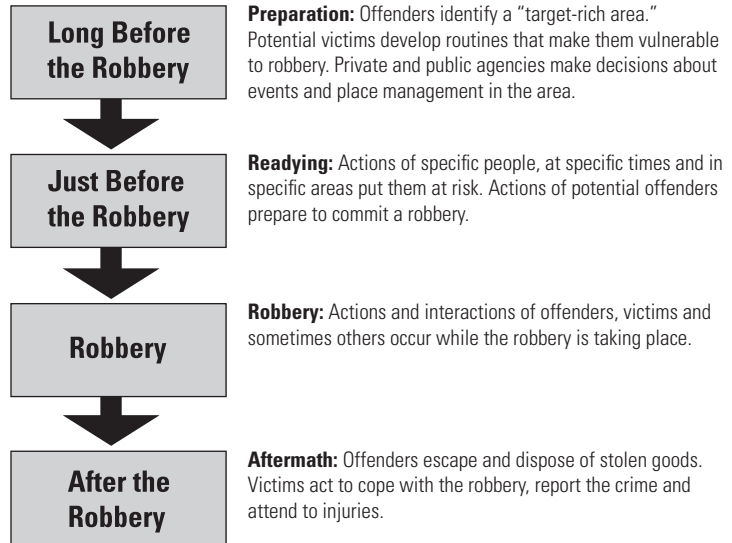 Long Before
the Robbery
Preparation: Offenders identify a “target-rich area.”
Potential victims develop routines that make them vulnerable
to robbery. Private and public agencies make decisions about
events and place management in the area.
Just Before
the Robbery
Readying: Actions of specific people, at specific times and in
specific areas put them at risk. Actions of potential offenders
prepare to commit a robbery.
Robbery
Robbery: Actions and interactions of offenders, victims and
sometimes others occur while the robbery is taking place.
After the
Robbery
Aftermath: Offenders escape and dispose of stolen goods.
Victims act to cope with the robbery, report the crime and
attend to injuries.